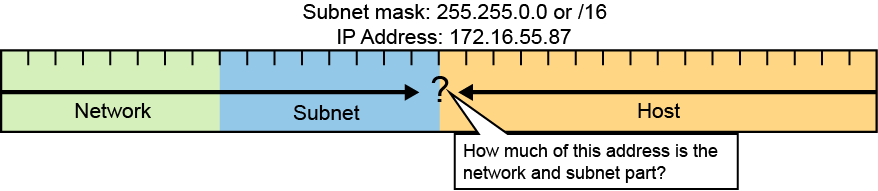 Subnet mask: 255.255.0.0 or /16
IP Address: 172.16.55.87
?
Network
Subnet
Host
How much of this address is the
network and subnet part?